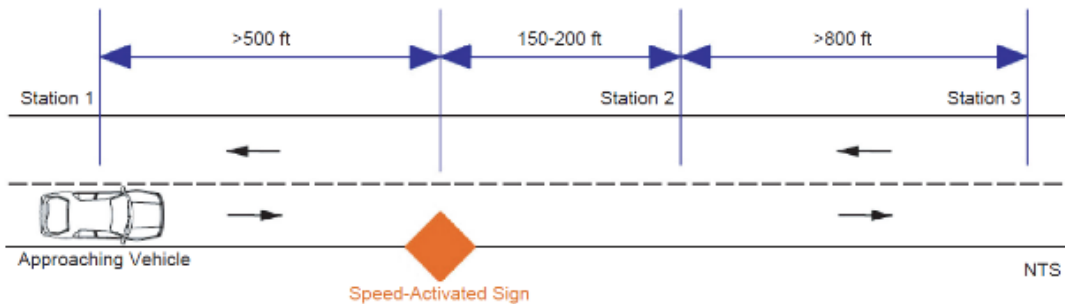 >500 ft
150-200 ft
>800 ft
Station 1
Station 2
Station 3
Approaching Vehicle
NTS
Speed-Activated Sign